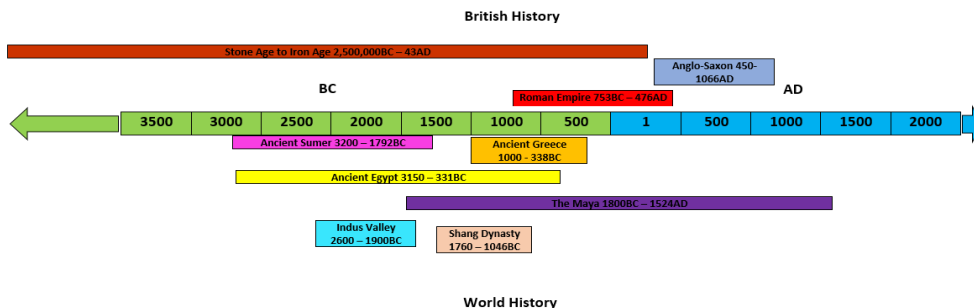 British History
Stone Age to Iron Age 2,500,000BC – 43AD
Anglo-Saxon 450-
1066AD
BC
AD
Roman Empire 753BC – 476AD
3500 3000 2500 2000 1500 1000 500 1 500 1000 1500 2000
Ancient Sumer 3200 – 1792BC
Ancient Greece
1000 - 338BC
Ancient Egypt 3150 – 331BC
The Maya 1800BC – 1524AD
Indus Valley
2600 – 1900BC
Shang Dynasty
1760 – 1046BC
World History